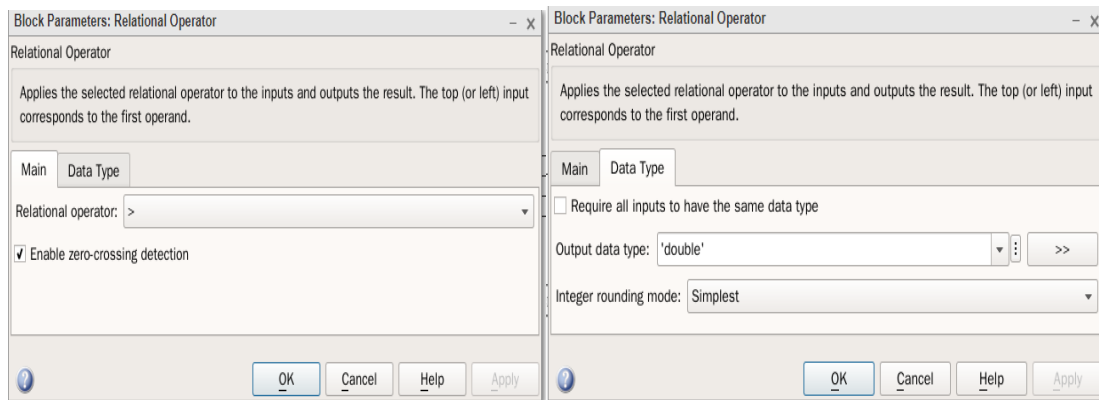 Block Parameters: Relational Operator
Relational Operator
Applies the selected relational operator to the inputs and outputs the result. The top (or left) input
corresponds to the first operand.
Main Data Type
Relational operator: >
Enable zero-crossing detection
OK Cancel Help Apply
Block Parameters: Relational Operator
Relational Operator
Applies the selected relational operator to the inputs and outputs the result. The top (or left) input
corresponds to the first operand.
Main Data Type
Require all inputs to have the same data type
Output data type: 'double' >>
Integer rounding mode: Simplest
OK Cancel Help Apply